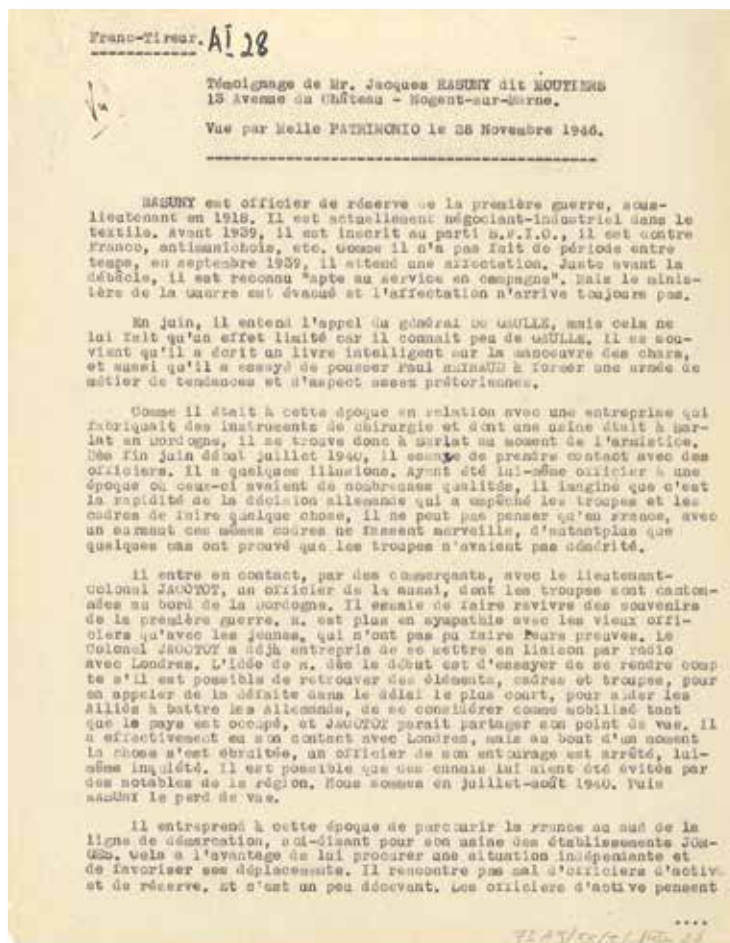 Franc-Tireur. AI 28
Vu
Témoignage de Mr. Jacques RASUNY dit MOUTIERS
13 Avenue du Château - Nogent-sur-Marne.
Vue par Melle PATRIMONIO le 28 Novembre 1946.
RASUNY est officier de réserve de la première guerre, sous-
lieutenant en 1918. Il est actuellement négociant-industriel dans le
textile. Avant 1939, il est inscrit au parti S.F.I.O., il est contre
Franco, antimunichois, etc. Comme il n'a pas fait de période entre
temps, en septembre 1939, il attend une affectation. Juste avant la
débâcle, il est reconnu "apte au service en campagne". Mais le minis-
tère de la Guerre est évacué et l'affectation n'arrive toujours pas.
En juin, il entend l'appel du général DE GAULLE, mais cela ne
lui fait qu'un effet limité car il connait peu de GAULLE. Il se sou-
vient qu'il a écrit un livre intelligent sur la manoeuvre des chars,
et aussi qu'il a essayé de pousser Paul REYNAUD à former une armée de
métier de tendances et d'aspect assez prétoriennes.
Comme il était à cette époque en relation avec une entreprise qui
fabriquait des instruments de chirurgie et dont une usine était à Sar-
lat en Dordogne, il se trouve donc à Sarlat au moment de l'armistice.
Dès fin juin début juillet 1940, il essaye de prendre contact avec des
officiers. Il a quelques illusions. Ayant été lui-même officier à une
époque où ceux-ci avaient de nombreuses qualités, il imagine que c'est
la rapidité de la décision allemande qui a empêché les troupes et les
cadres de faire quelque chose, il ne peut pas penser qu'en France, avec
un sursaut ces mêmes cadres ne fassent merveille, d'autantplus que
quelques cas ont prouvé que les troupes n'avaient pas démérité.
Il entre en contact, par des commerçants, avec le lieutenant-
Colonel JACOTOT, un officier de là aussi, dont les troupes sont canton-
nées au bord de la Dordogne. Il essaie de faire revivre des souvenirs
de la première guerre. R. est plus en sympathie avec les vieux offi-
ciers qu'avec les jeunes, qui n'ont pas pu faire leurs preuves. Le
Colonel JACOTOT a déjà entrepris de se mettre en liaison par radio
avec Londres. L'idée de R. dès le début est d'essayer de se rendre comp
te s'il est possible de retrouver des éléments, cadres et troupes, pour
en appeler de la défaite dans le délai le plus court, pour aider les
Alliés à battre les Allemands, de se considérer comme mobilisé tant
que le pays est occupé, et JACOTOT parait partager son point de vue. Il
a effectivement eu son contact avec Londres, mais au bout d'un moment
la chose s'est ébruitée, un officier de son entourage est arrêté, lui-
même inquiété. Il est possible que des ennuis lui aient été évités par
des notables de la région. Nous sommes en juillet-août 1940. Puis
RASUNY le perd de vue.
Il entreprend à cette époque de parcourir la France au sud de la
ligne de démarcation, soi-disant pour son usine des établissements JON-
GES. Cela a l'avantage de lui procurer une situation indépendante et
de favoriser ses déplacements. Il rencontre pas mal d'officiers d'active
et de réserve. Et c'est un peu décevant. Les officiers d'active pensent
....